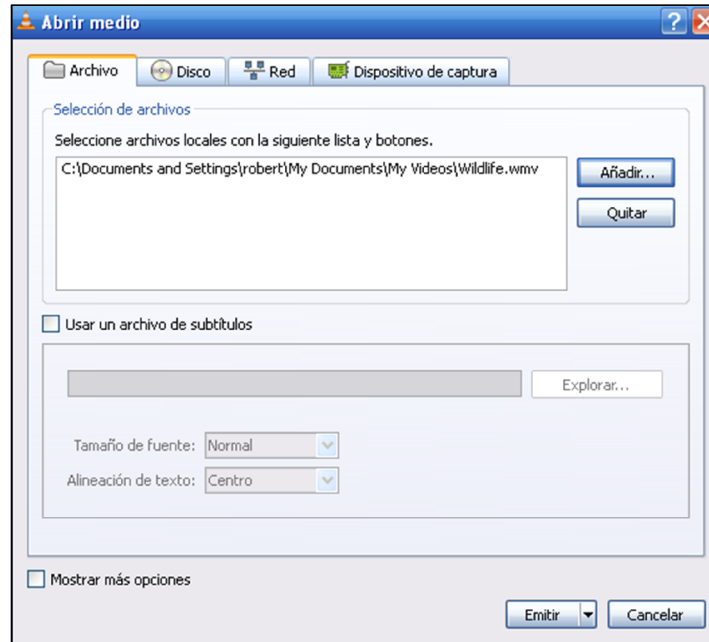 Abrir medio
Archivo Disco Red Dispositivo de captura
Selección de archivos
Seleccione archivos locales con la siguiente lista y botones.
C:\Documents and Settings\robert\My Documents\My Videos\Wildlife.wmv
Añadir...
Quitar
Usar un archivo de subtítulos
Explorar...
Tamaño de fuente: Normal
Alineación de texto: Centro
Mostrar más opciones
Emitir Cancelar